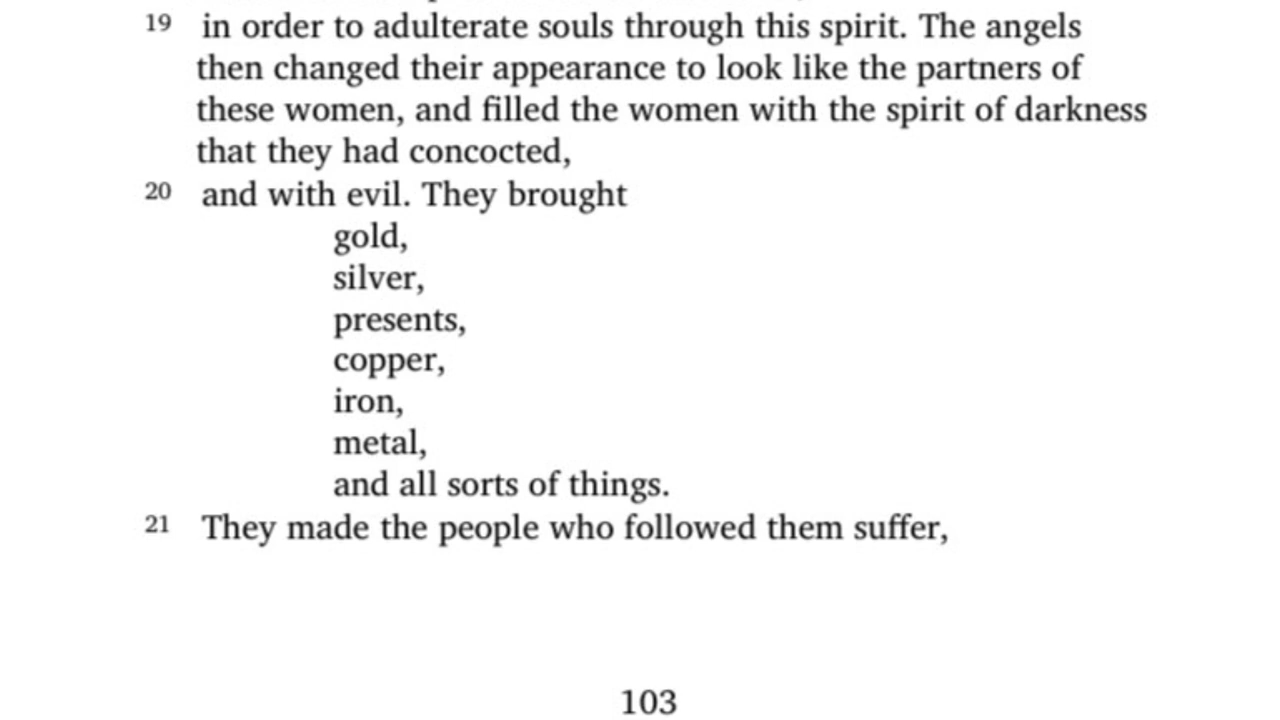 19 in order to adulterate souls through this spirit. The angels
then changed their appearance to look like the partners of
these women, and filled the women with the spirit of darkness
that they had concocted,
20 and with evil. They brought
gold,
silver,
presents,
copper,
iron,
metal,
and all sorts of things.
21 They made the people who followed them suffer,
103